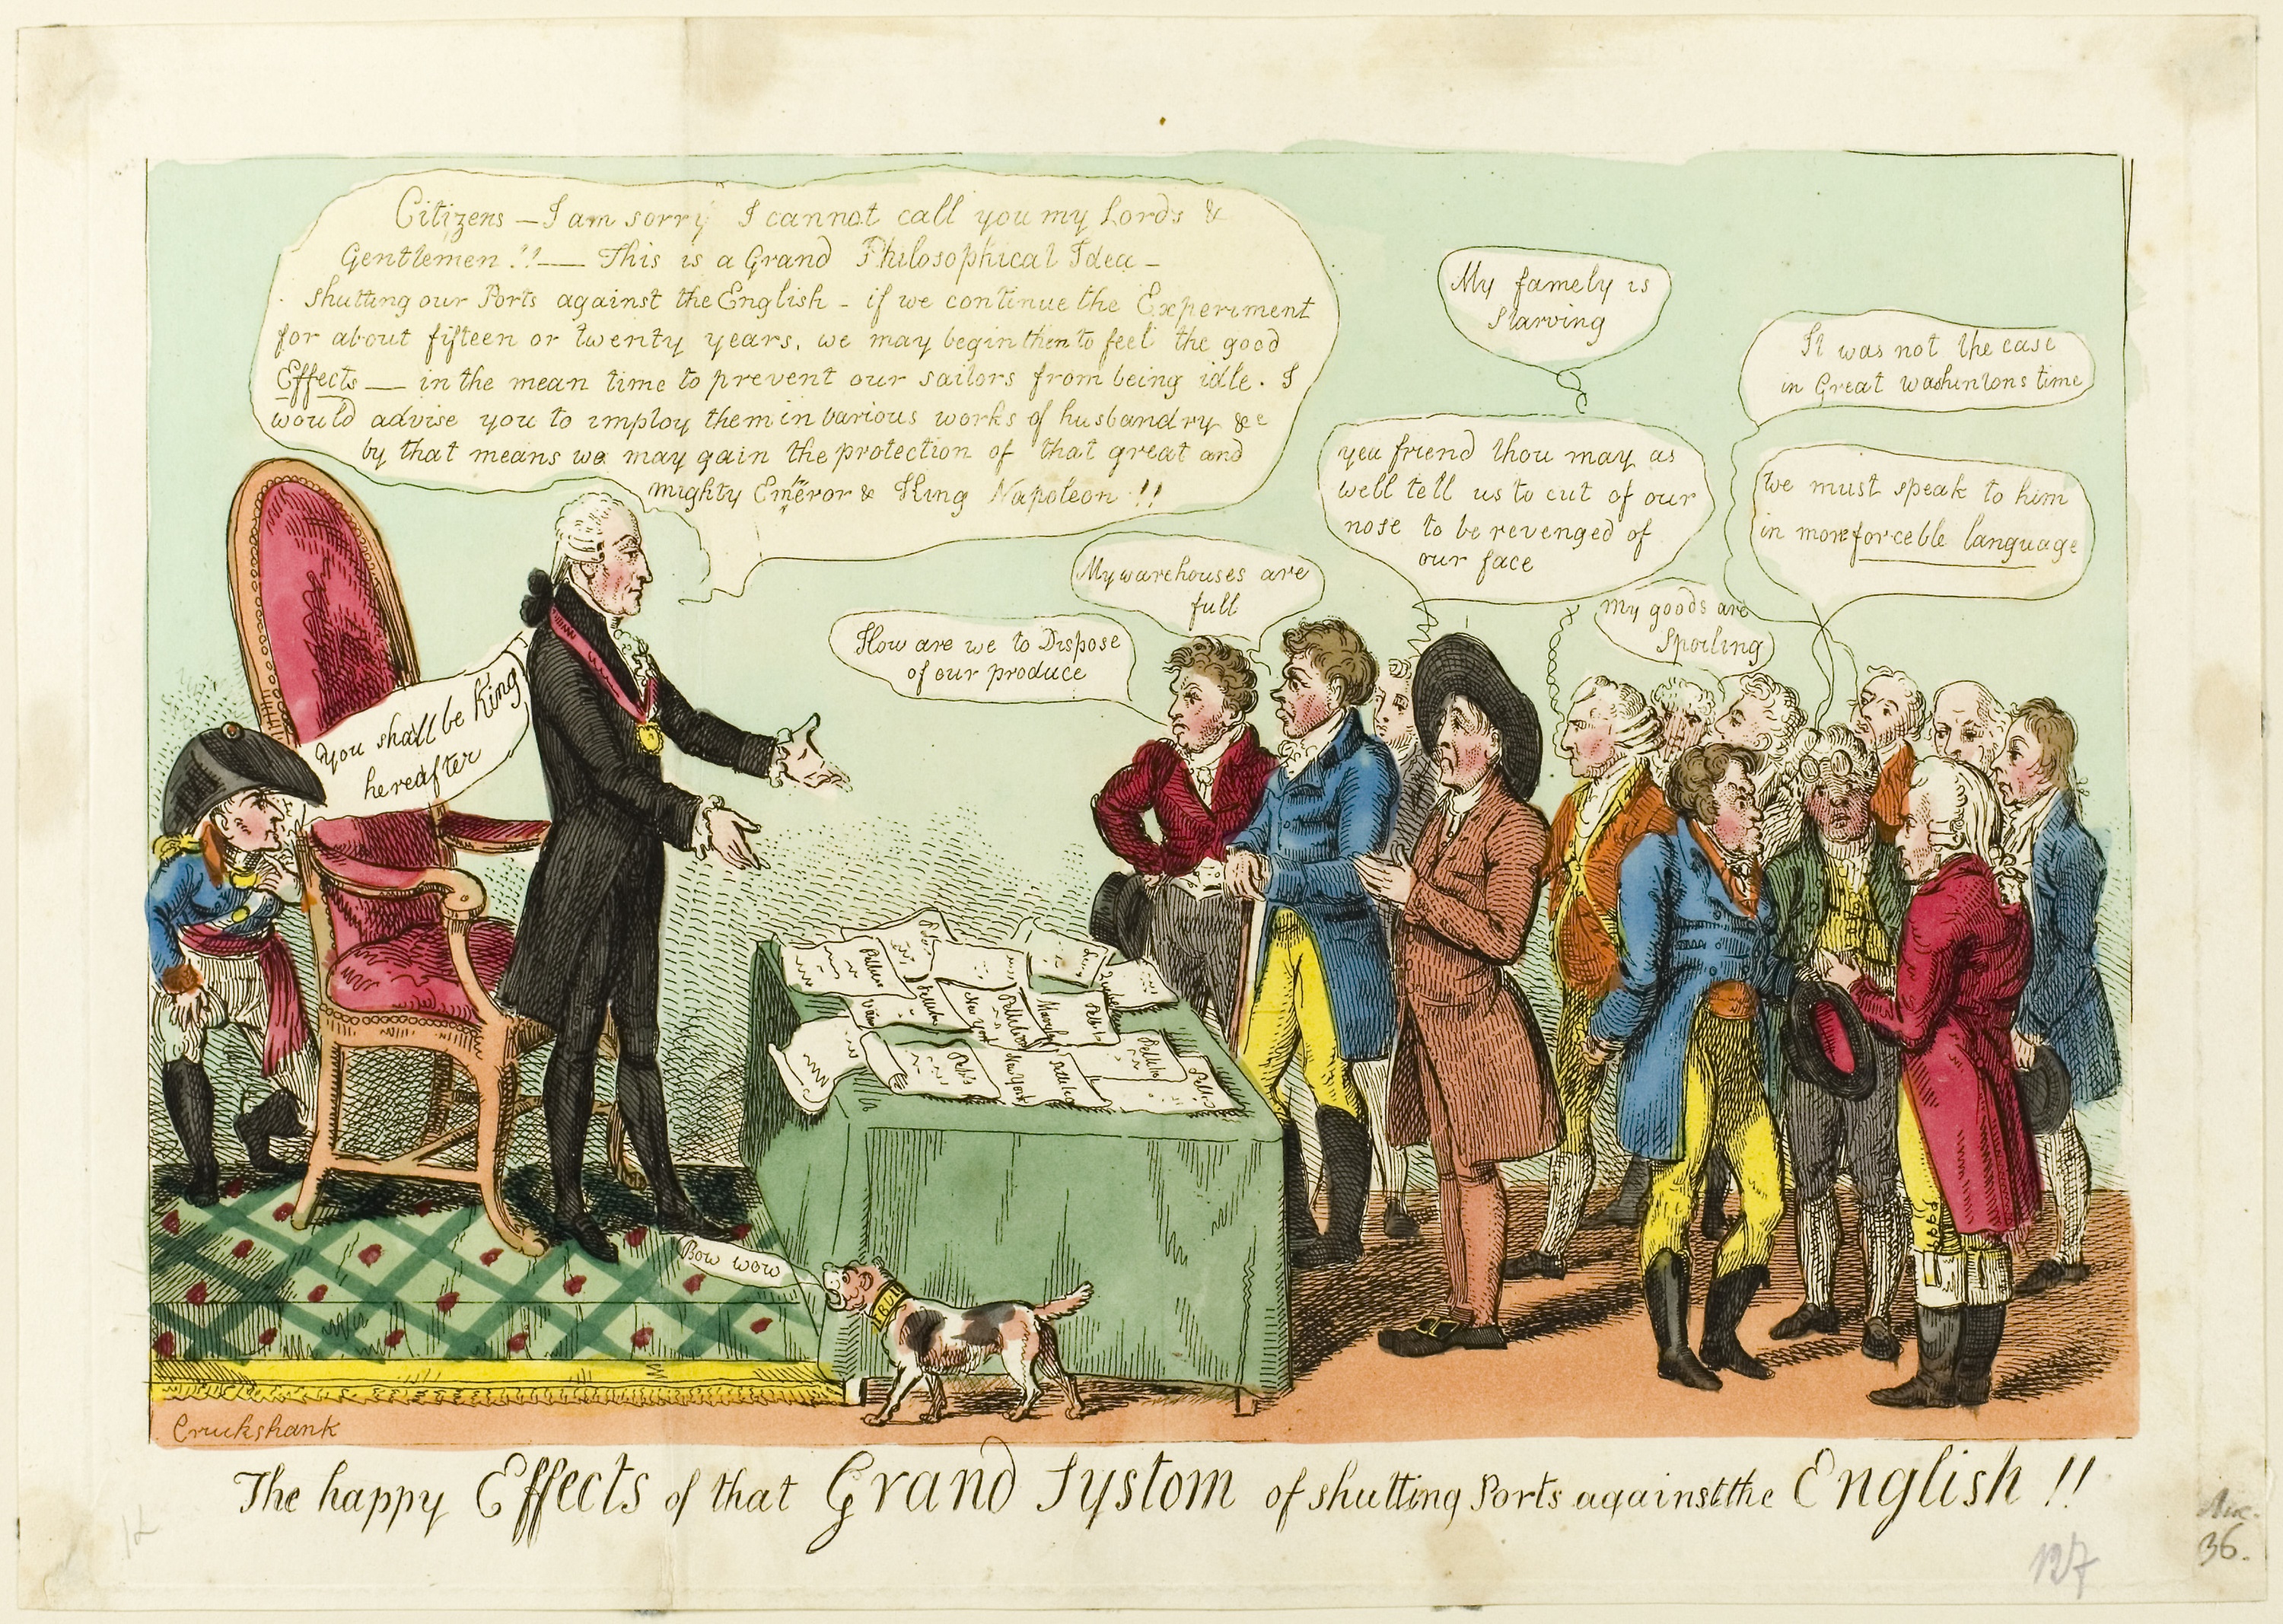 Citizens — I am sorry I cannot call you my Lords &
Gentlemen!! — This is a Grand Philosophical Idea —
shutting our Ports against the English - if we continue the Experiment
for about fifteen or twenty years, we may begin then to feel the good
Effects — in the mean time to prevent our sailors from being idle. I
would advise you to imploy them in various works of husbandry &c
by that means we may gain the protection of that great and
mighty Emperor & King Napoleon!!
My famely is
Starving
It was not the case
in Great Washintons time
yea friend thou may as
well tell us to cut of our
nose to be revenged of
our face
We must speak to him
in more forceble language
My warehouses are
full
My goods are
Spoiling
How are we to Dispose
of our produce
You shall be King
hereafter
New York
New York
Bow wow
Cruikshank
The happy Effects of that Grand Systom of shutting Ports against the English!!
127
36.